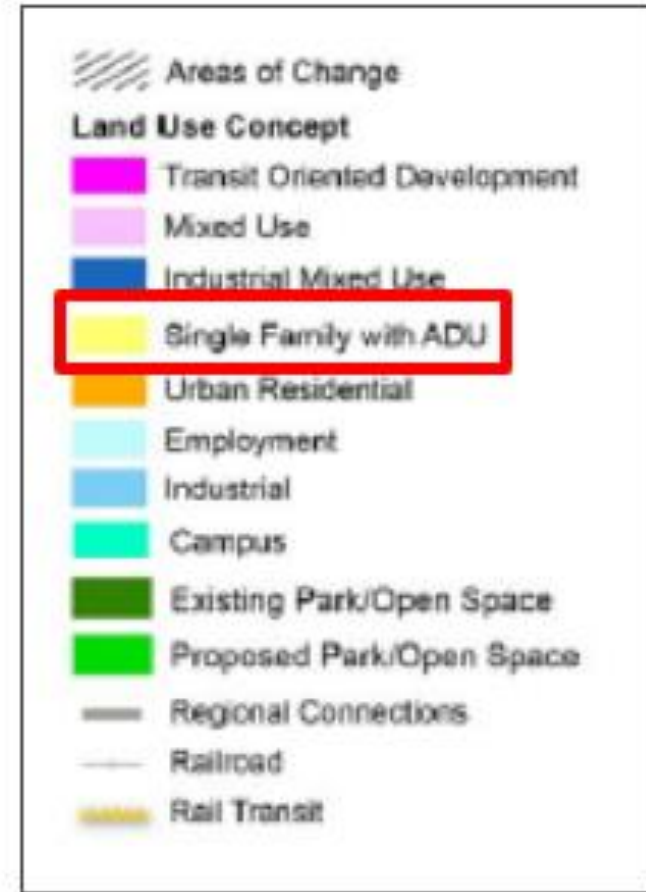 Areas of Change
Land Use Concept
Transit Oriented Development
Mixed Use
Industrial Mixed Use
Single Family with ADU
Urban Residential
Employment
Industrial
Campus
Existing Park/Open Space
Proposed Park/Open Space
Regional Connections
Railroad
Rail Transit